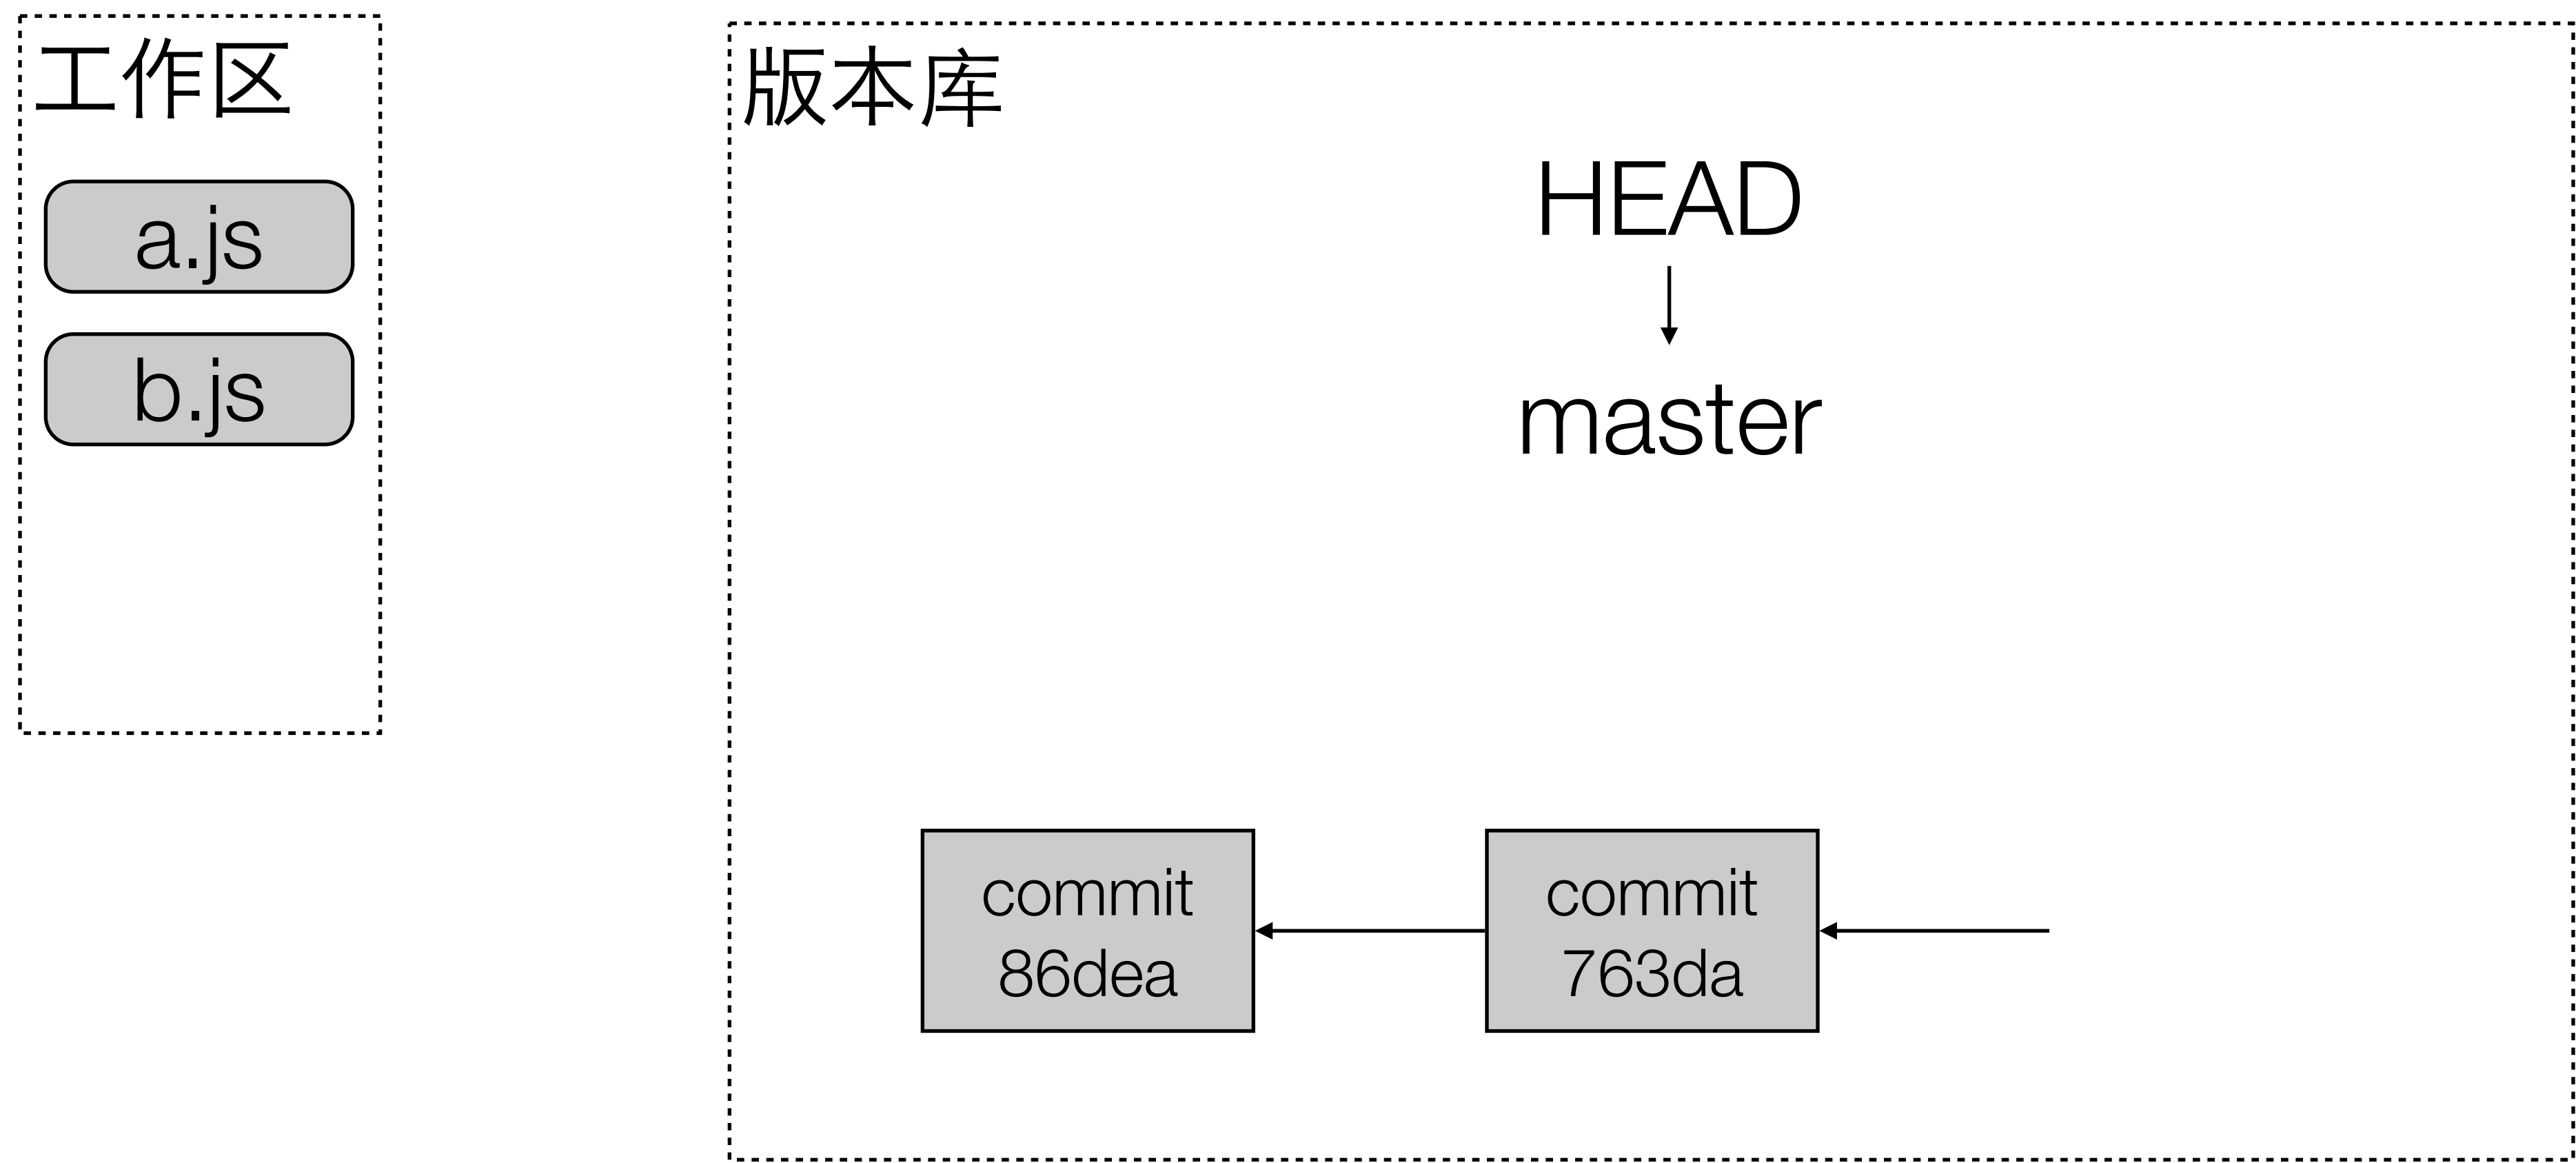 工作区
a.js
b.js
版本库
HEAD
master
commit
86dea
commit
763da